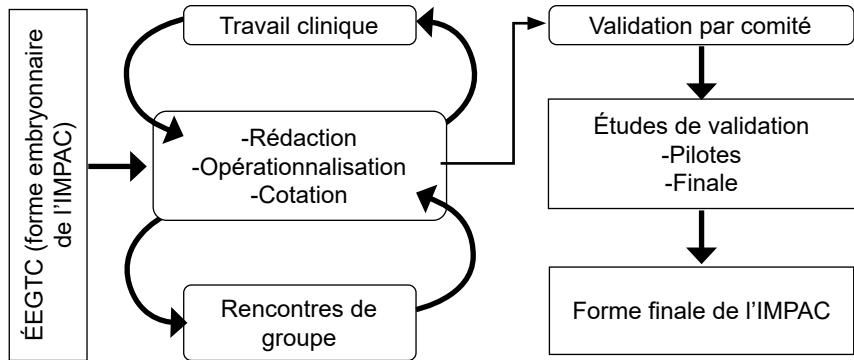 ÉEGTC (forme embryonnaire
de l’IMPAC)
Travail clinique
-Rédaction
-Opérationnalisation
-Cotation
Rencontres de
groupe
Validation par comité
Études de validation
-Pilotes
-Finale
Forme finale de l’IMPAC